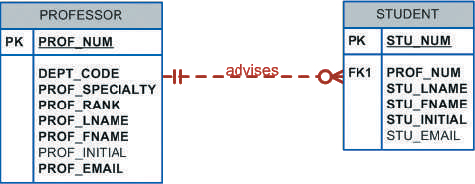 PROFESSOR
PK PROF_NUM
DEPT_CODE
PROF_SPECIALTY
PROF_RANK
PROF_LNAME
PROF_FNAME
PROF_INITIAL
PROF_EMAIL
advises
STUDENT
PK STU_NUM
FK1 PROF_NUM
STU_LNAME
STU_FNAME
STU_INITIAL
STU_EMAIL